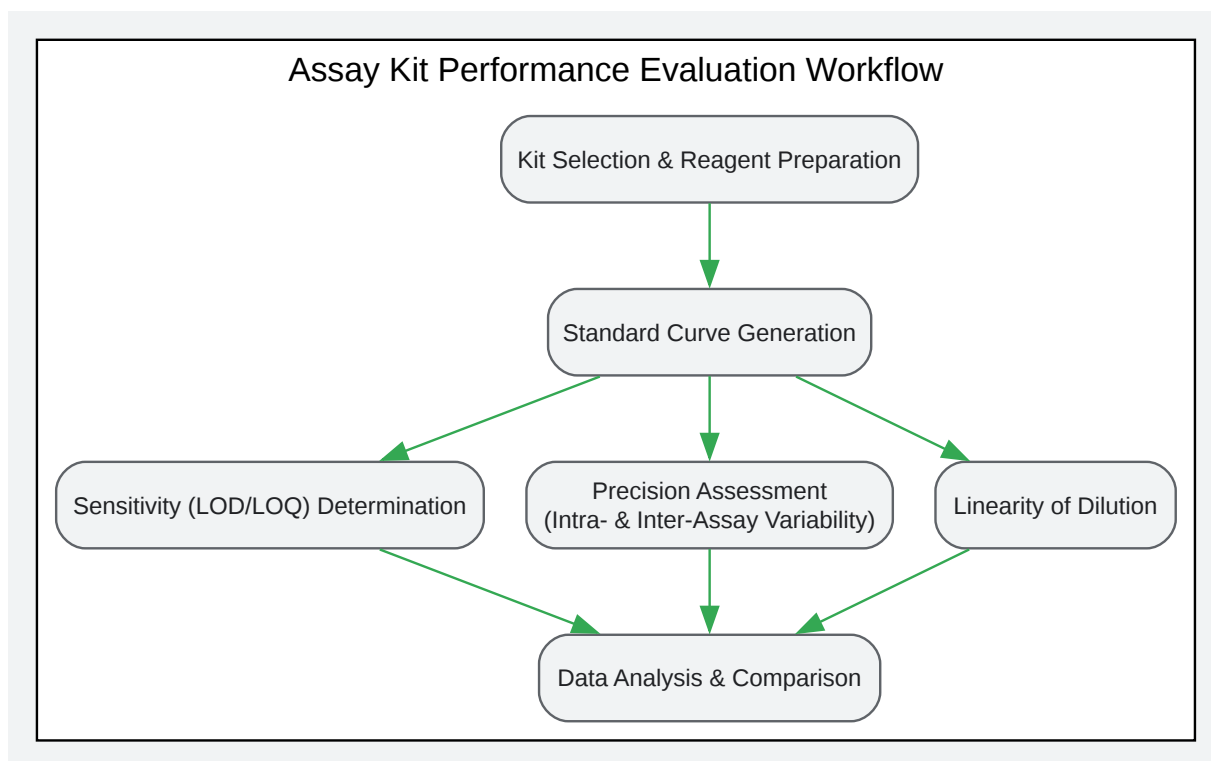 Assay Kit Performance Evaluation Workflow
Kit Selection & Reagent Preparation
Standard Curve Generation
Sensitivity (LOD/LOQ) Determination
Precision Assessment
(Intra- & Inter-Assay Variability)
Linearity of Dilution
Data Analysis & Comparison